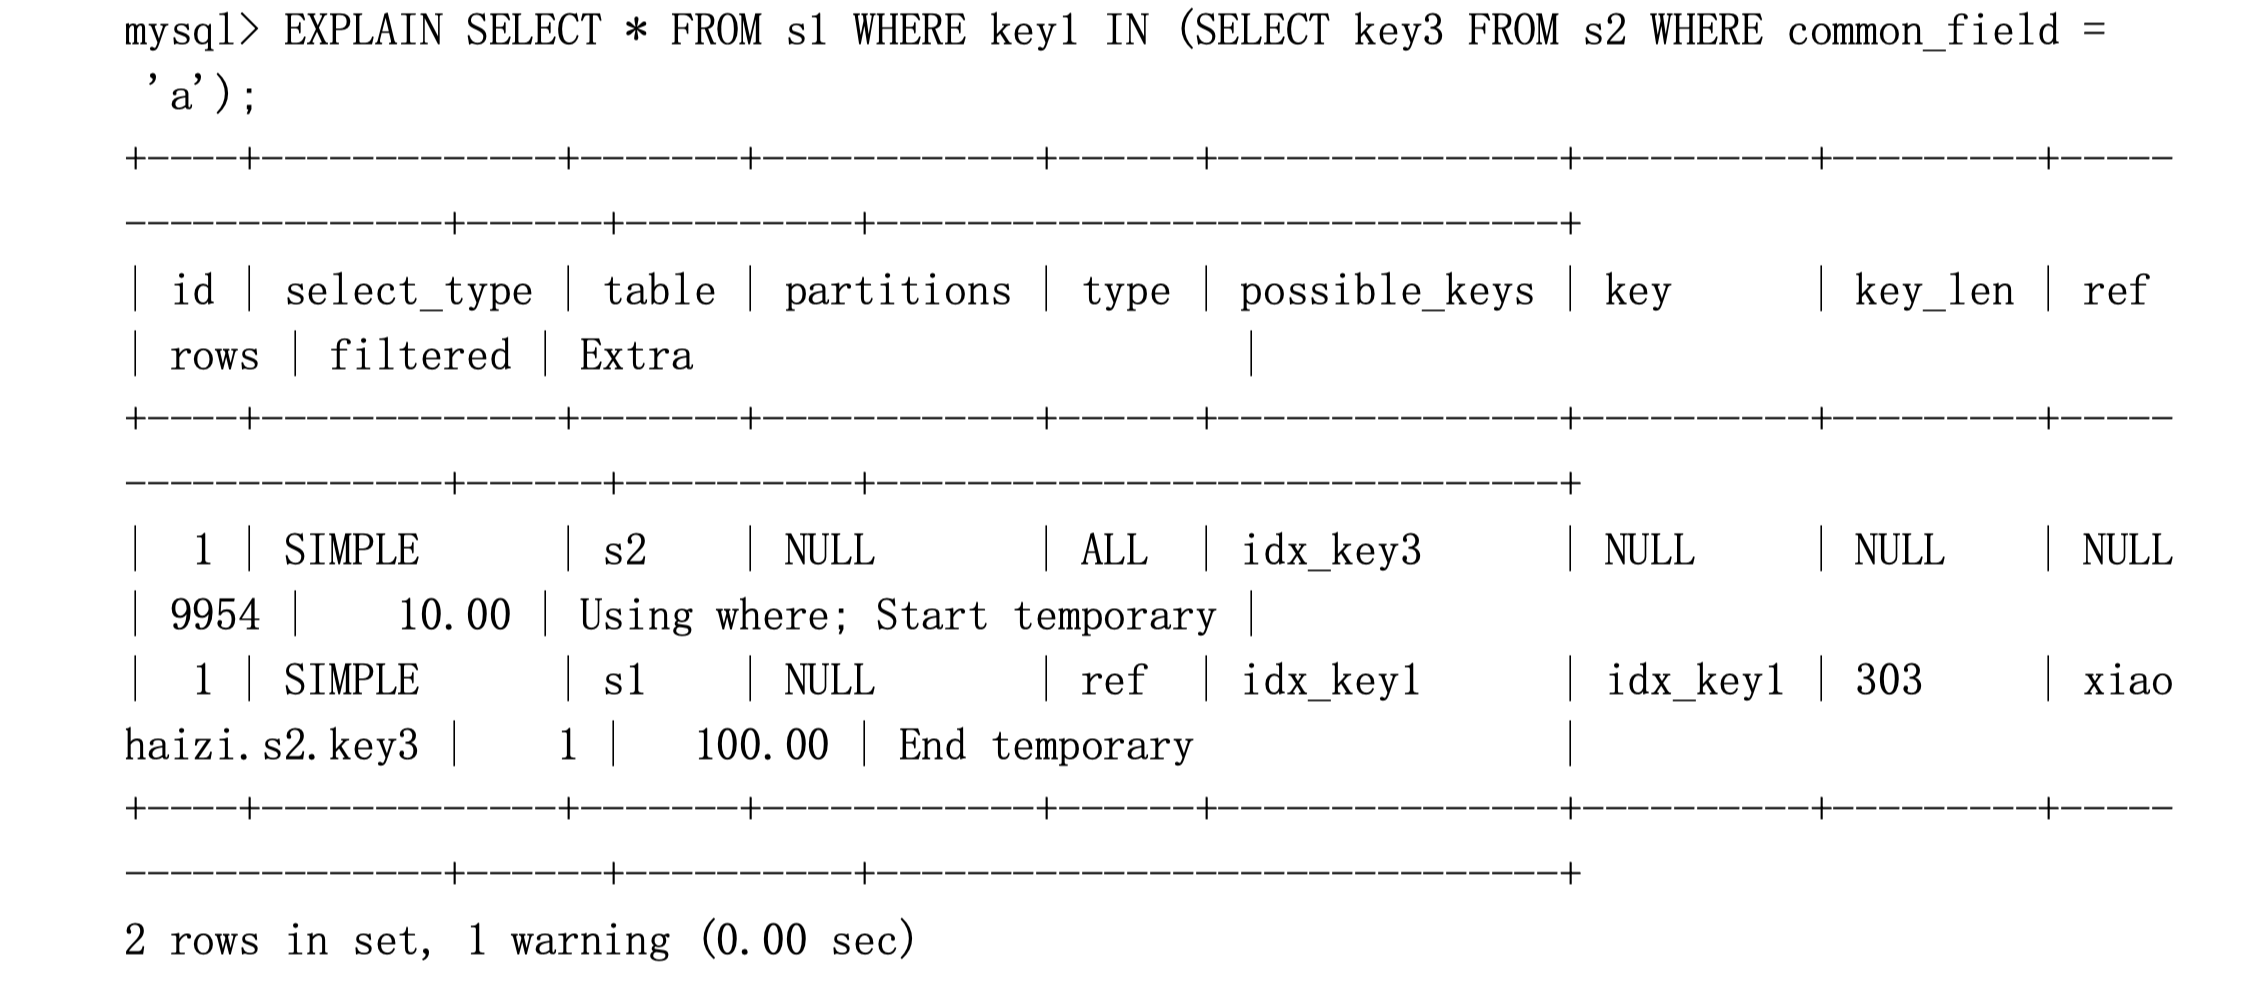 mysql> EXPLAIN SELECT * FROM s1 WHERE key1 IN (SELECT key3 FROM s2 WHERE common_field =
 'a');
+----+-------------+-------+------------+------+---------------+----------+---------+-----
--------------+------+----------+------------------------------+
| id | select_type | table | partitions | type | possible_keys | key      | key_len | ref
| rows | filtered | Extra                        |
+----+-------------+-------+------------+------+---------------+----------+---------+-----
--------------+------+----------+------------------------------+
|  1 | SIMPLE      | s2    | NULL       | ALL  | idx_key3      | NULL     | NULL    | NULL
| 9954 |    10.00 | Using where; Start temporary |
|  1 | SIMPLE      | s1    | NULL       | ref  | idx_key1      | idx_key1 | 303     | xiao
haizi.s2.key3 |    1 |   100.00 | End temporary                |
+----+-------------+-------+------------+------+---------------+----------+---------+-----
--------------+------+----------+------------------------------+
2 rows in set, 1 warning (0.00 sec)